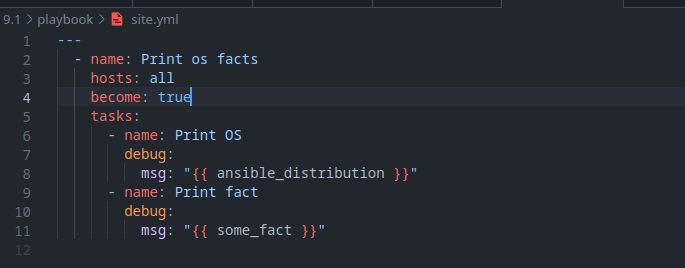 9.1 > playbook > site.yml
1 ---
2 - name: Print os facts
3 hosts: all
4 become: true
5 tasks:
6 - name: Print OS
7 debug:
8 msg: "{{ ansible_distribution }}"
9 - name: Print fact
10 debug:
11 msg: "{{ some_fact }}"
12